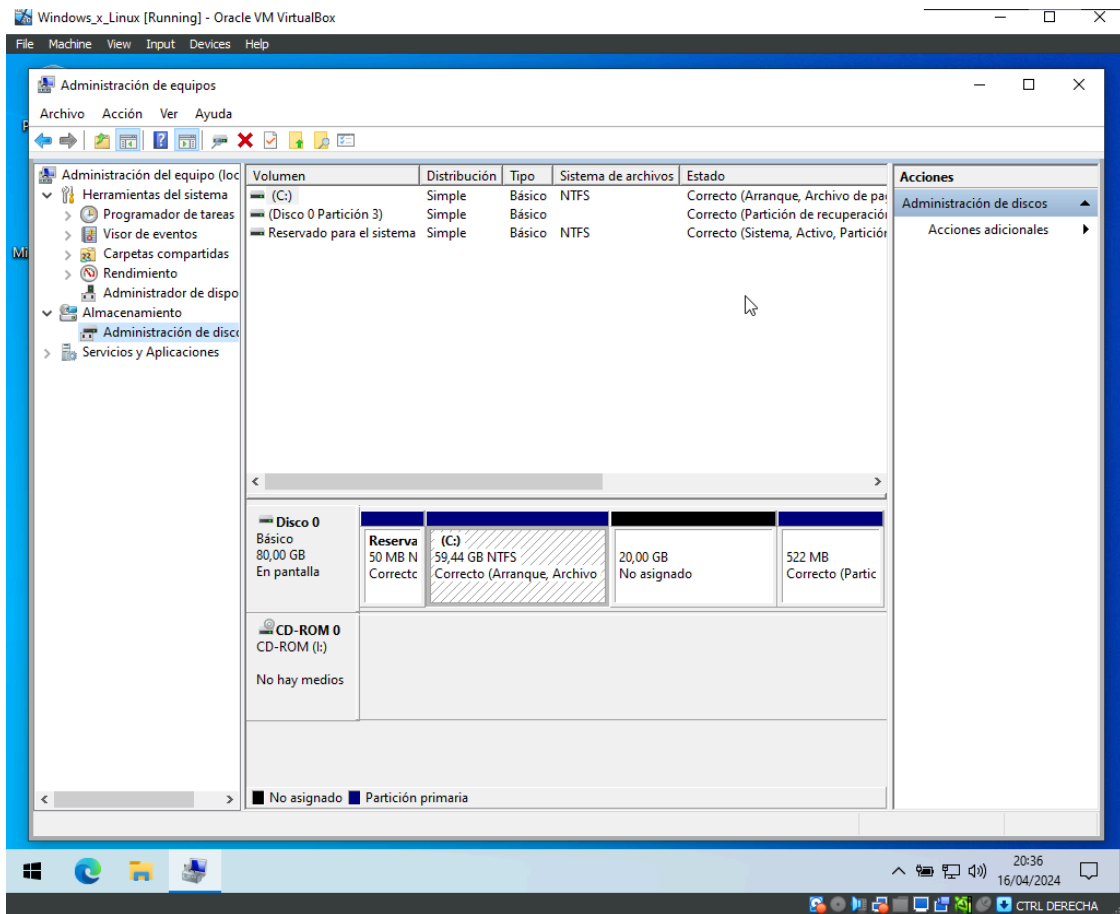 Windows_x_Linux [Running] - Oracle VM VirtualBox
File Machine View Input Devices Help
Administración de equipos
Archivo Acción Ver Ayuda
Administración del equipo (loc
Herramientas del sistema
Programador de tareas
Visor de eventos
Carpetas compartidas
Rendimiento
Administrador de dispo
Almacenamiento
Administración de disco
Servicios y Aplicaciones
Volumen Distribución Tipo Sistema de archivos Estado
(C:) Simple Básico NTFS Correcto (Arranque, Archivo de pa
(Disco 0 Partición 3) Simple Básico Correcto (Partición de recuperació
Reservado para el sistema Simple Básico NTFS Correcto (Sistema, Activo, Partición
Acciones
Administración de discos
Acciones adicionales
Disco 0
Básico
80,00 GB
En pantalla
Reserva
50 MB N
Correcto
(C:)
59,44 GB NTFS
Correcto (Arranque, Archivo
20,00 GB
No asignado
522 MB
Correcto (Partic
CD-ROM 0
CD-ROM (I:)
No hay medios
No asignado Partición primaria
20:36
16/04/2024
CTRL DERECHA